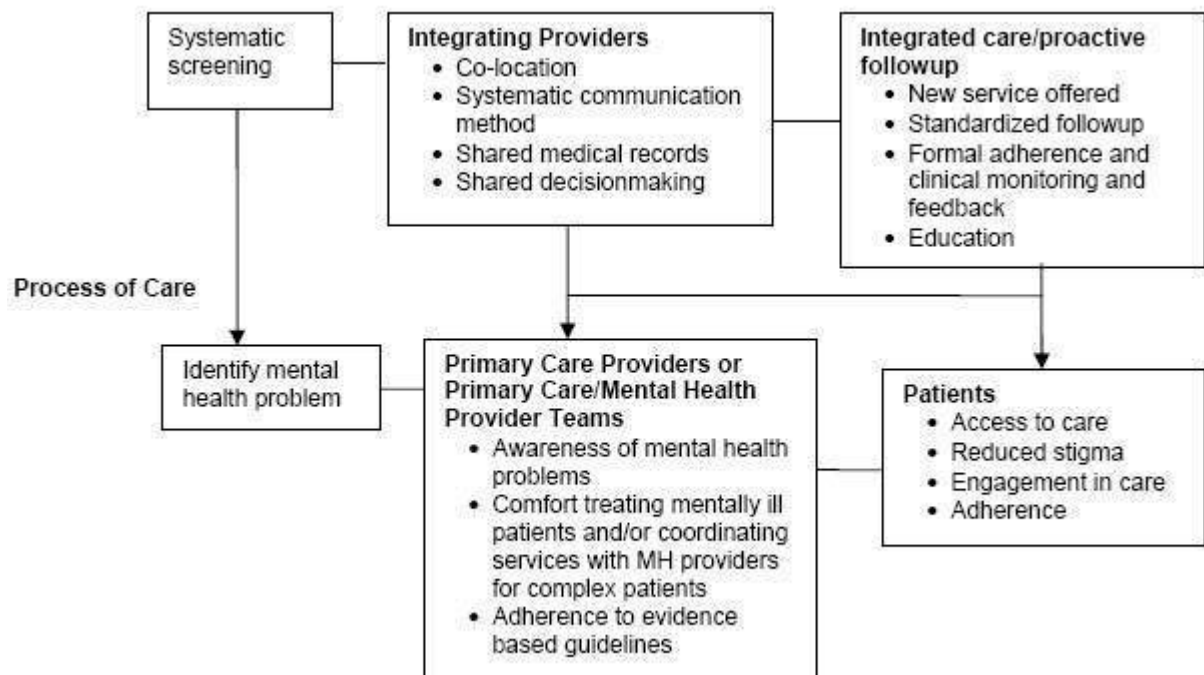 Systematic
screening
Integrating Providers
• Co-location
• Systematic communication
method
• Shared medical records
• Shared decisionmaking
Integrated care/proactive
followup
• New service offered
• Standardized followup
• Formal adherence and
clinical monitoring and
feedback
• Education
Process of Care
Identify mental
health problem
Primary Care Providers or
Primary Care/Mental Health
Provider Teams
• Awareness of mental health
problems
• Comfort treating mentally ill
patients and/or coordinating
services with MH providers
for complex patients
• Adherence to evidence
based guidelines
Patients
• Access to care
• Reduced stigma
• Engagement in care
• Adherence